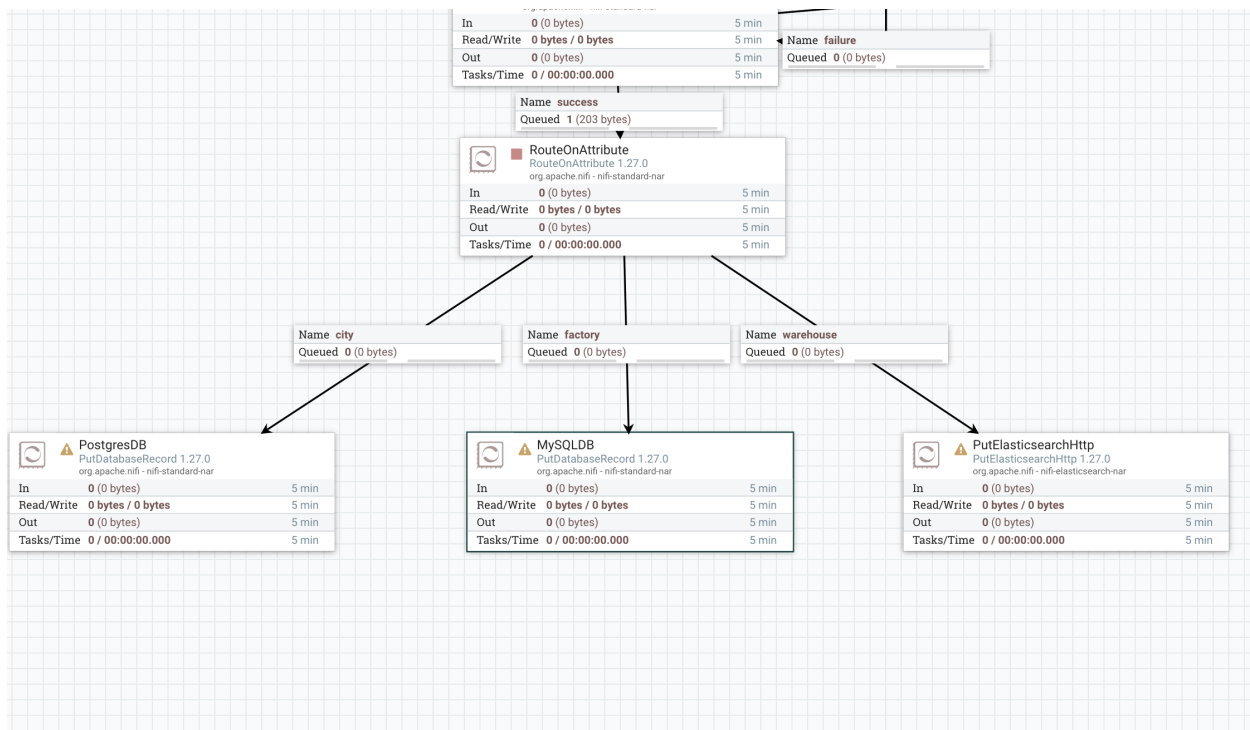 In 0 (0 bytes) 5 min
Read/Write 0 bytes / 0 bytes 5 min
Out 0 (0 bytes) 5 min
Tasks/Time 0 / 00:00:00.000 5 min
Name failure
Queued 0 (0 bytes)
Name success
Queued 1 (203 bytes)
RouteOnAttribute
RouteOnAttribute 1.27.0
org.apache.nifi - nifi-standard-nar
In 0 (0 bytes) 5 min
Read/Write 0 bytes / 0 bytes 5 min
Out 0 (0 bytes) 5 min
Tasks/Time 0 / 00:00:00.000 5 min
Name city
Queued 0 (0 bytes)
Name factory
Queued 0 (0 bytes)
Name warehouse
Queued 0 (0 bytes)
PostgresDB
PutDatabaseRecord 1.27.0
org.apache.nifi - nifi-standard-nar
In 0 (0 bytes) 5 min
Read/Write 0 bytes / 0 bytes 5 min
Out 0 (0 bytes) 5 min
Tasks/Time 0 / 00:00:00.000 5 min
MySQLDB
PutDatabaseRecord 1.27.0
org.apache.nifi - nifi-standard-nar
In 0 (0 bytes) 5 min
Read/Write 0 bytes / 0 bytes 5 min
Out 0 (0 bytes) 5 min
Tasks/Time 0 / 00:00:00.000 5 min
PutElasticsearchHttp
PutElasticsearchHttp 1.27.0
org.apache.nifi - nifi-elasticsearch-nar
In 0 (0 bytes) 5 min
Read/Write 0 bytes / 0 bytes 5 min
Out 0 (0 bytes) 5 min
Tasks/Time 0 / 00:00:00.000 5 min